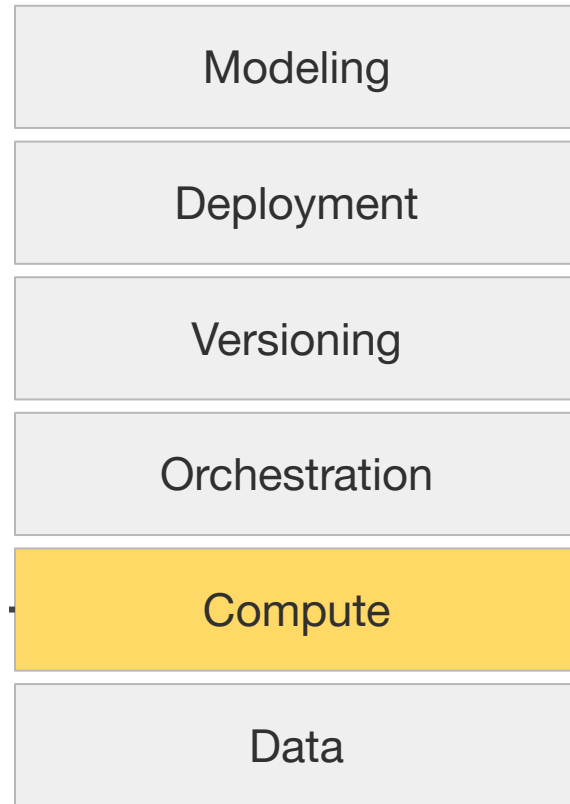 Modeling
Deployment
Versioning
Orchestration
Compute
Data